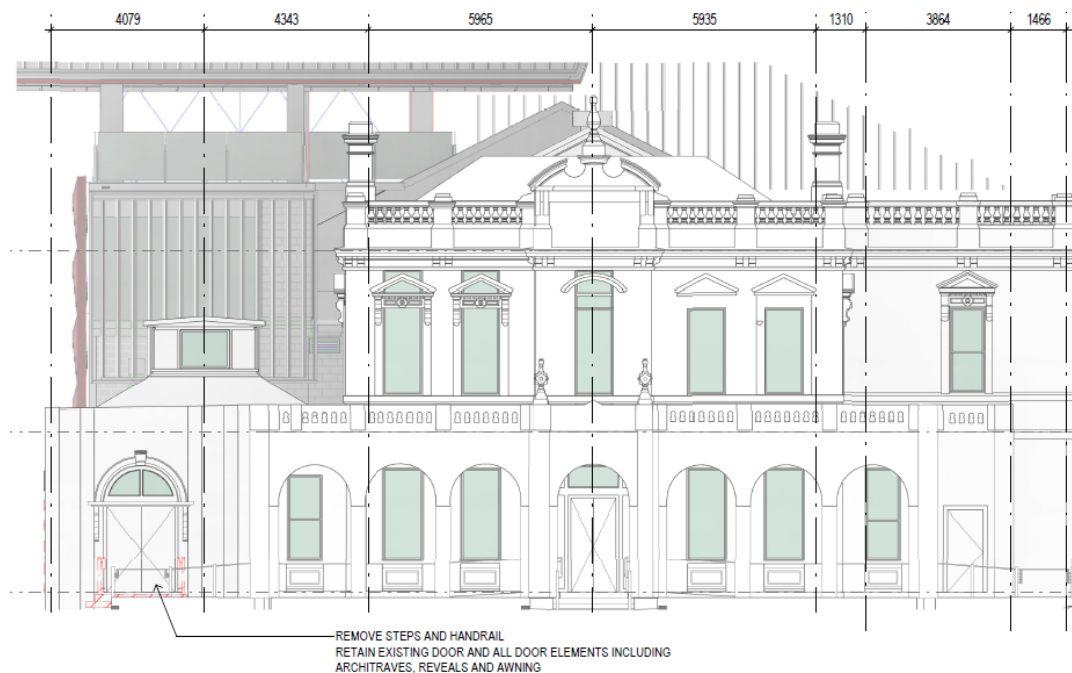 4079 4343 5965 5935 1310 3864 1466
REMOVE STEPS AND HANDRAIL
RETAIN EXISTING DOOR AND ALL DOOR ELEMENTS INCLUDING
ARCHITRAVES, REVEALS AND AWNING